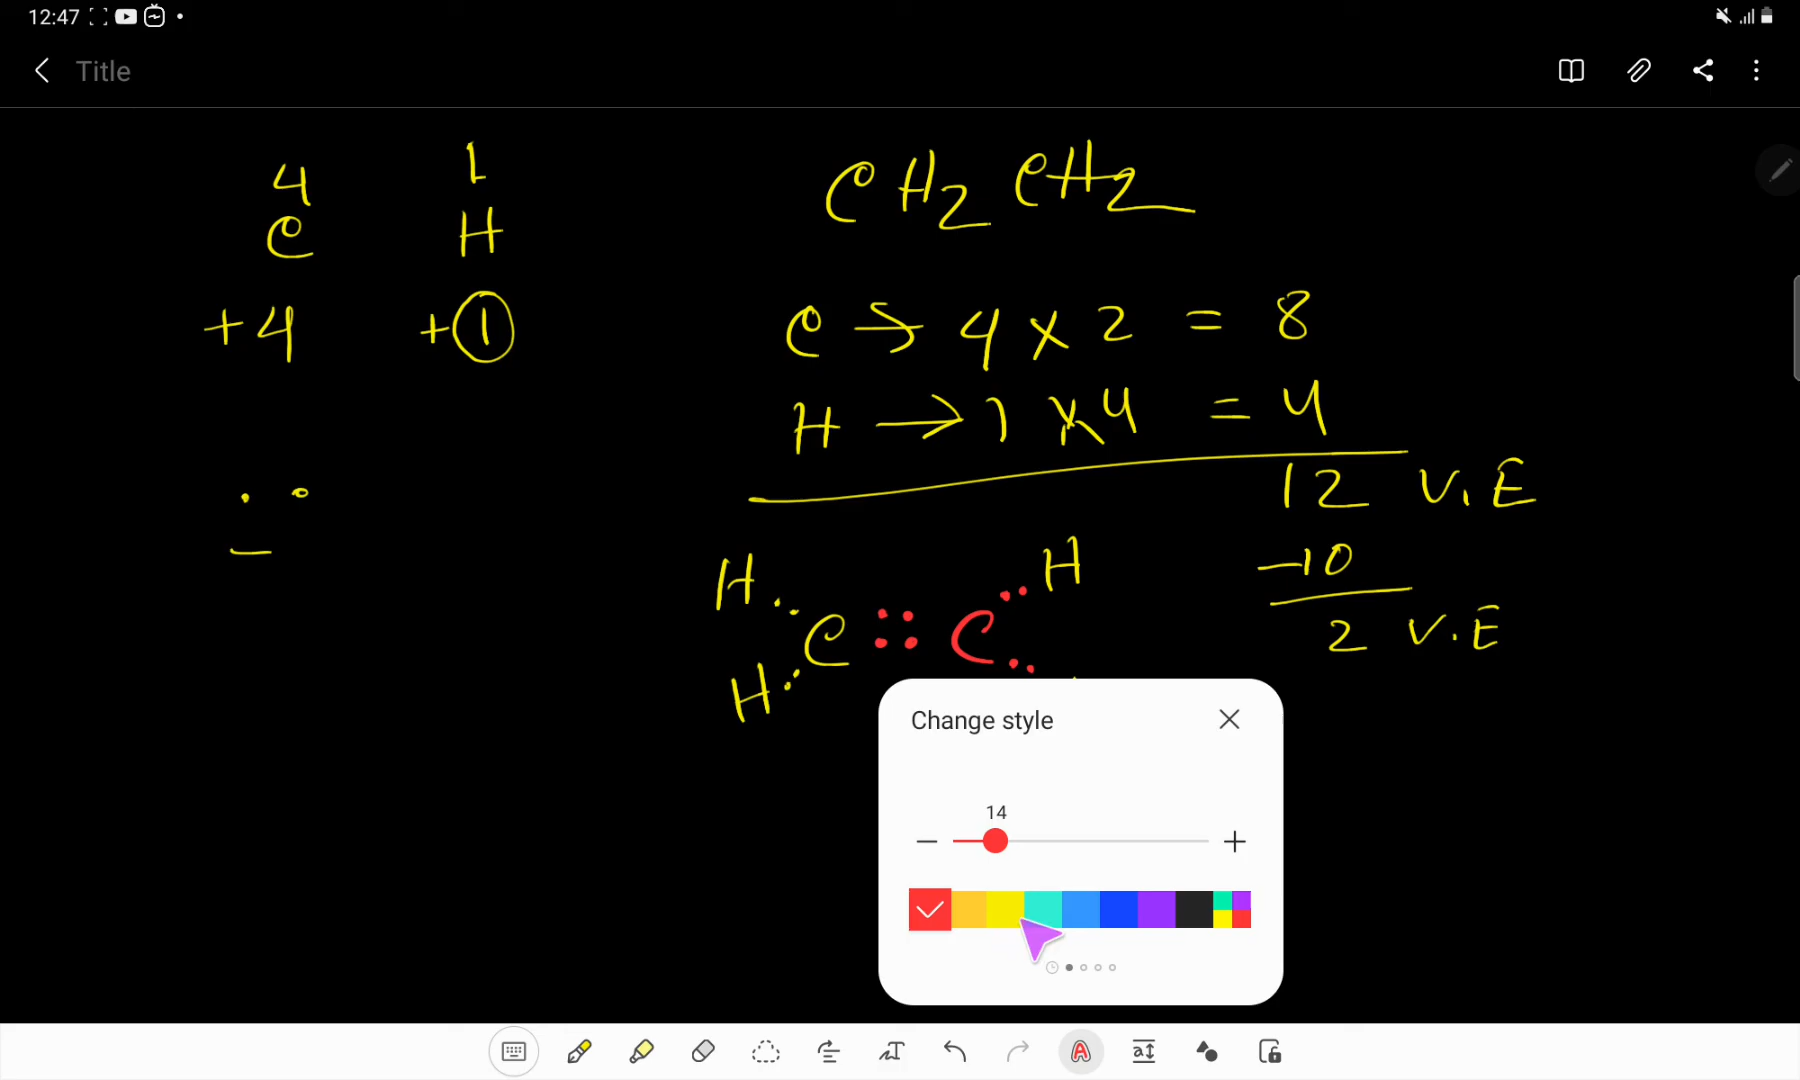 12:47
Title
4 1
C H
+4 +1
CH2 CH2
C → 4 x 2 = 8
H → 1 x 4 = 4
12 V.E
-10
2 V.E
H H
C :: C
H
Change style
14